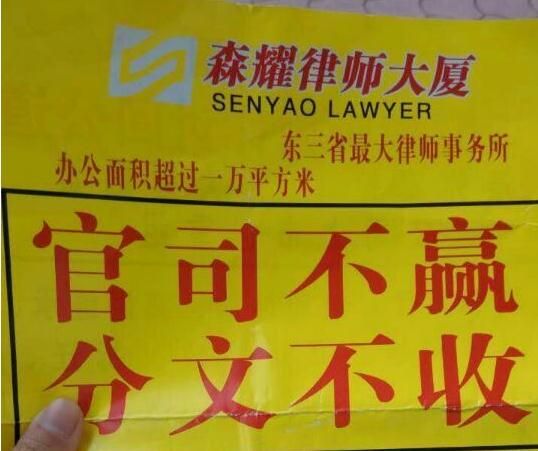 森耀律师大厦
SENYAO LAWYER
东三省最大律师事务所
办公面积超过一万平方米
官司不赢
分文不收